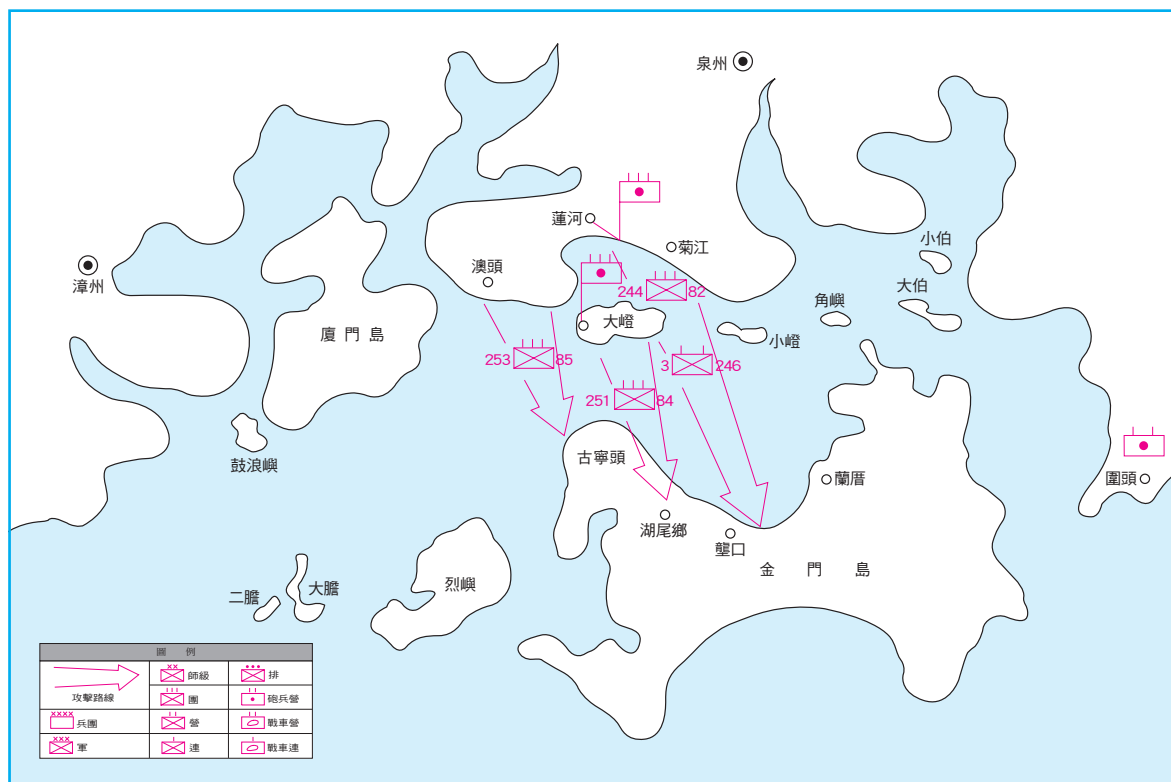 泉州
蓮河
菊江
小伯
漳州
澳頭
大伯
244 82
角嶼
廈門島
大嶝
小嶝
253 85
3 246
251 84
古寧頭
鼓浪嶼
蘭厝
圍頭
湖尾鄉
壟口
金門島
烈嶼
大膽
二膽
圖例
攻擊路線
師級
排
團
砲兵營
兵團
營
戰車營
軍
連
戰車連